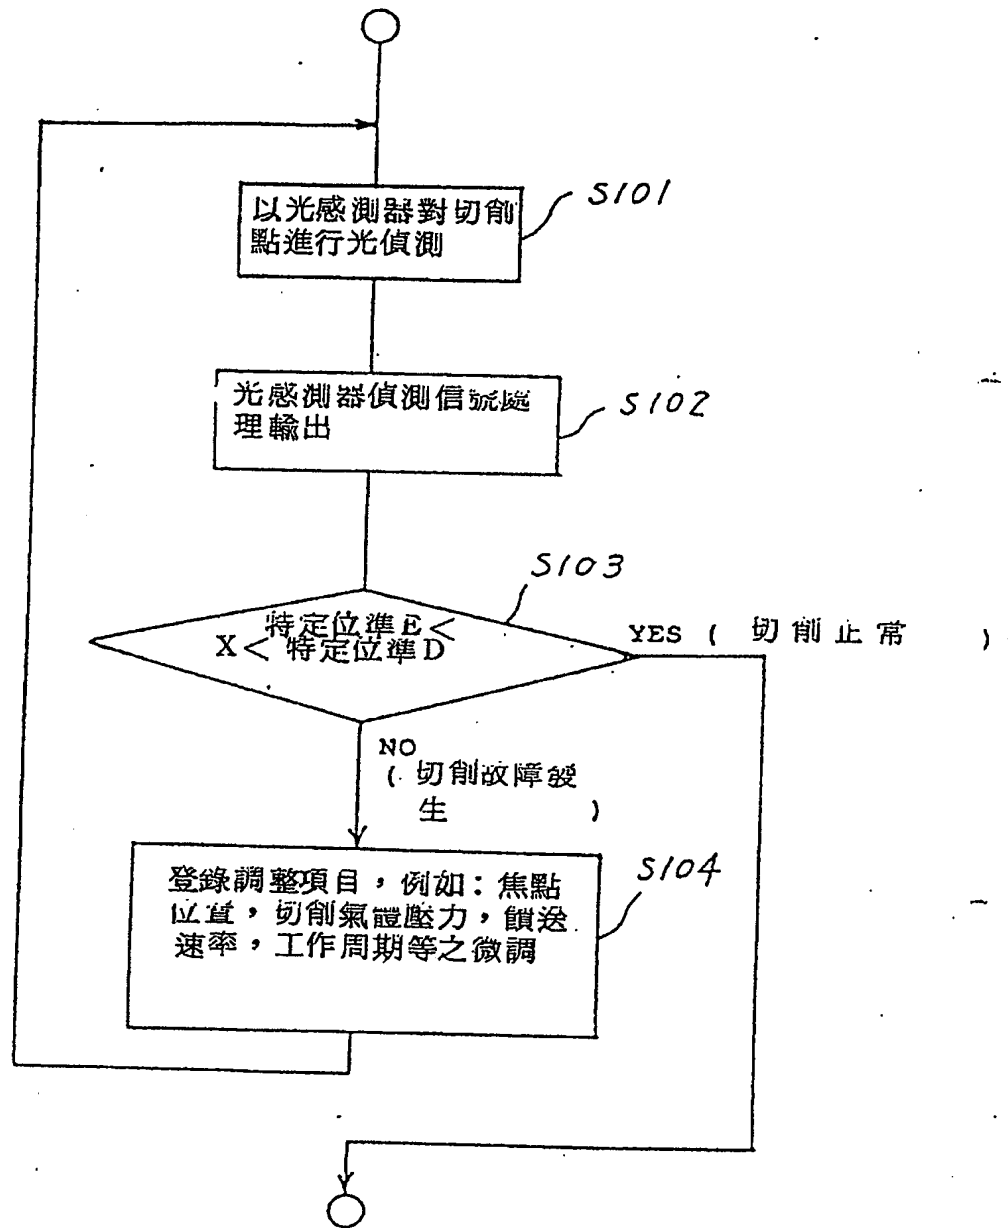 以光感測器對切削
點進行光偵測
S101
光感測器偵測信號處
理輸出
S102
S103
特定位準E<
X< 特定位準D
YES ( 切削正常 )
NO
( 切削故障發
生 )
S104
登錄調整項目，例如：焦點
位置，切削氣體壓力，饋送
速率，工作周期等之微調